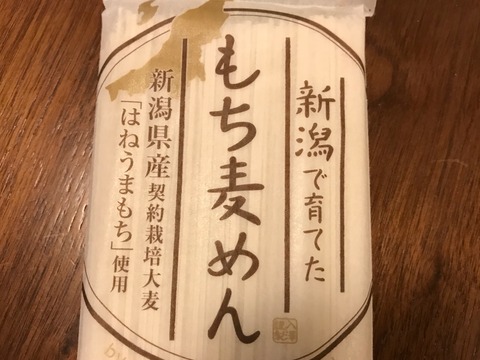 新潟で育てた
もち麦めん
新潟県産契約栽培大麦
「はねうまもち」使用